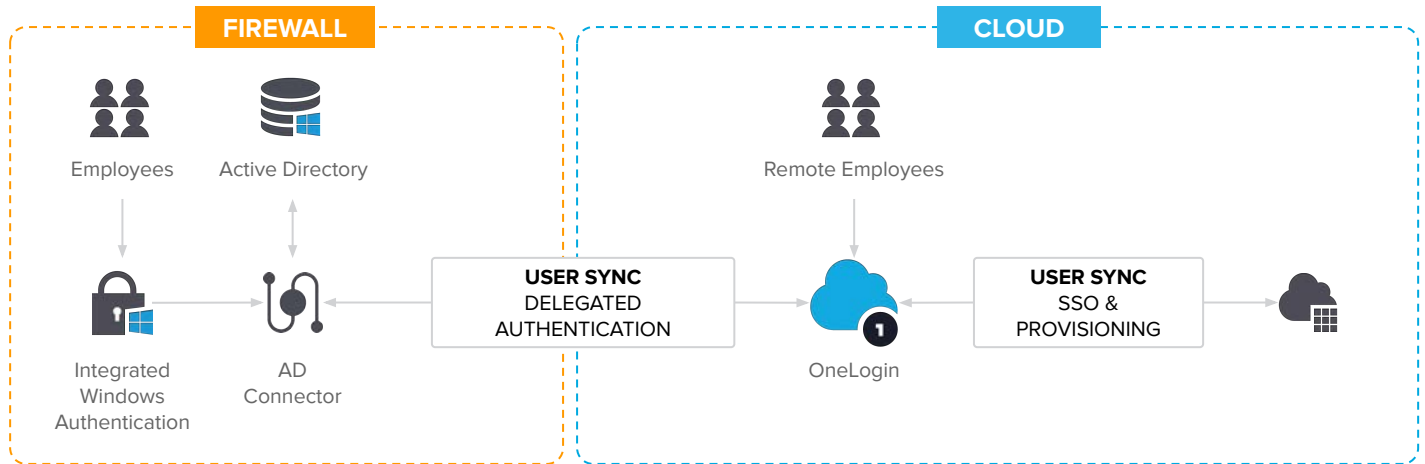 FIREWALL
CLOUD
Employees
Active Directory
Remote Employees
USER SYNC
DELEGATED
AUTHENTICATION
USER SYNC
SSO &
PROVISIONING
1
Integrated
Windows
Authentication
AD
Connector
OneLogin